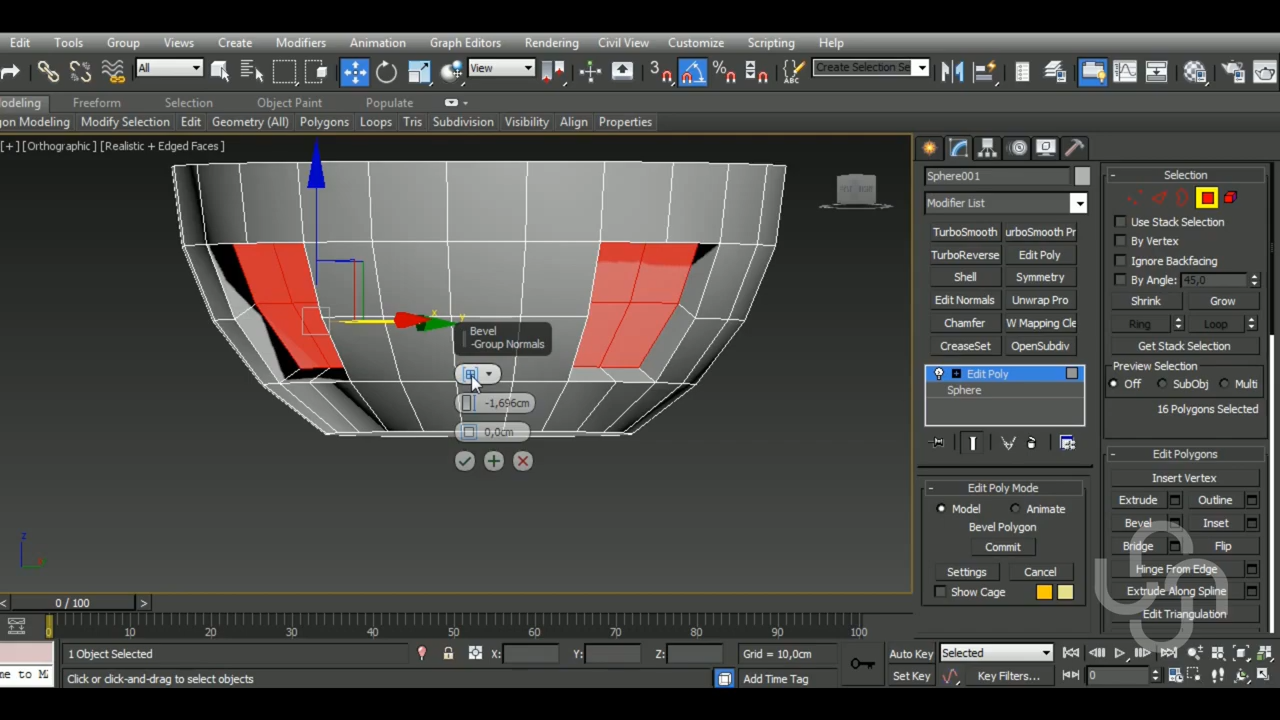 Edit Tools Group Views Create Modifiers Animation Graph Editors Rendering Civil View Customize Scripting Help
All View Create Selection Se
odeling Freeform Selection Object Paint Populate
gon Modeling Modify Selection Edit Geometry (All) Polygons Loops Tris Subdivision Visibility Align Properties
[+] [Orthographic] [Realistic + Edged Faces]
x
y
Bevel
-Group Normals
-1,696cm
0,0cm
z
Sphere001
Modifier List
TurboSmooth urboSmooth Pr
TurboReverse Edit Poly
Shell Symmetry
Edit Normals Unwrap Pro
Chamfer W Mapping Cle
CreaseSet OpenSubdiv
Edit Poly
Sphere
- Edit Poly Mode
Model Animate
Bevel Polygon
Commit
Settings Cancel
Show Cage
- Selection
Use Stack Selection
By Vertex
Ignore Backfacing
By Angle: 45,0
Shrink Grow
Ring Loop
Get Stack Selection
Preview Selection
Off SubObj Multi
16 Polygons Selected
- Edit Polygons
Insert Vertex
Extrude Outline
Bevel Inset
Bridge Flip
Hinge From Edge
Extrude Along Spline
Edit Triangulation
< 0 / 100 >
0 10 20 30 40 50 60 70 80 90 100
1 Object Selected X: Y: Z: Grid = 10,0cm Auto Key Selected
me to Mi Click or click-and-drag to select objects Add Time Tag Set Key Key Filters... 0